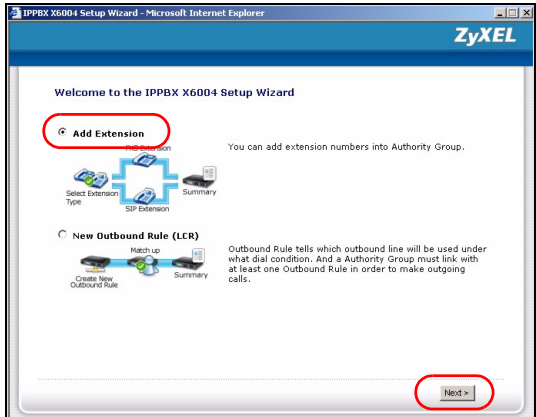 IPPBX X6004 Setup Wizard - Microsoft Internet Explorer
ZyXEL
Welcome to the IPPBX X6004 Setup Wizard
Add Extension
You can add extension numbers into Authority Group.
FXS Extension
Select Extension
Type
Summary
SIP Extension
New Outbound Rule (LCR)
Outbound Rule tells which outbound line will be used under
what dial condition. And a Authority Group must link with
at least one Outbound Rule in order to make outgoing
calls.
Match up
Create New
Outbound Rule
Summary
Next >